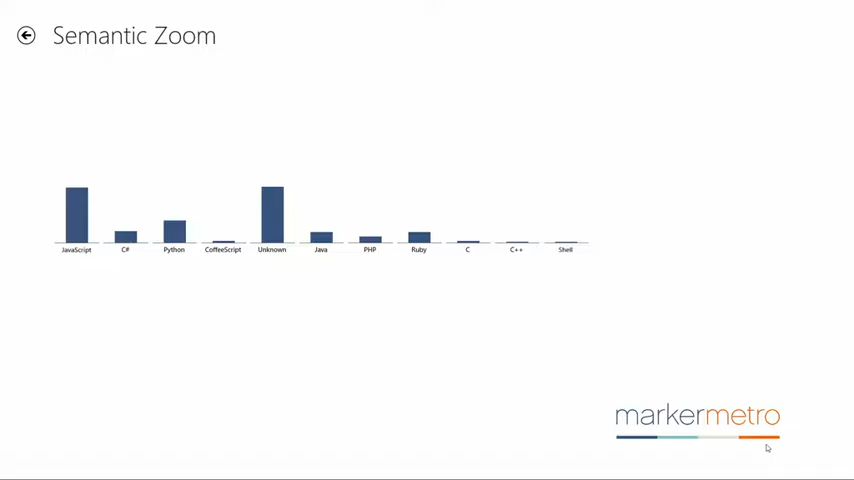 Semantic Zoom
JavaScript C# Python CoffeeScript Unknown Java PHP Ruby C C++ Shell
markermetro